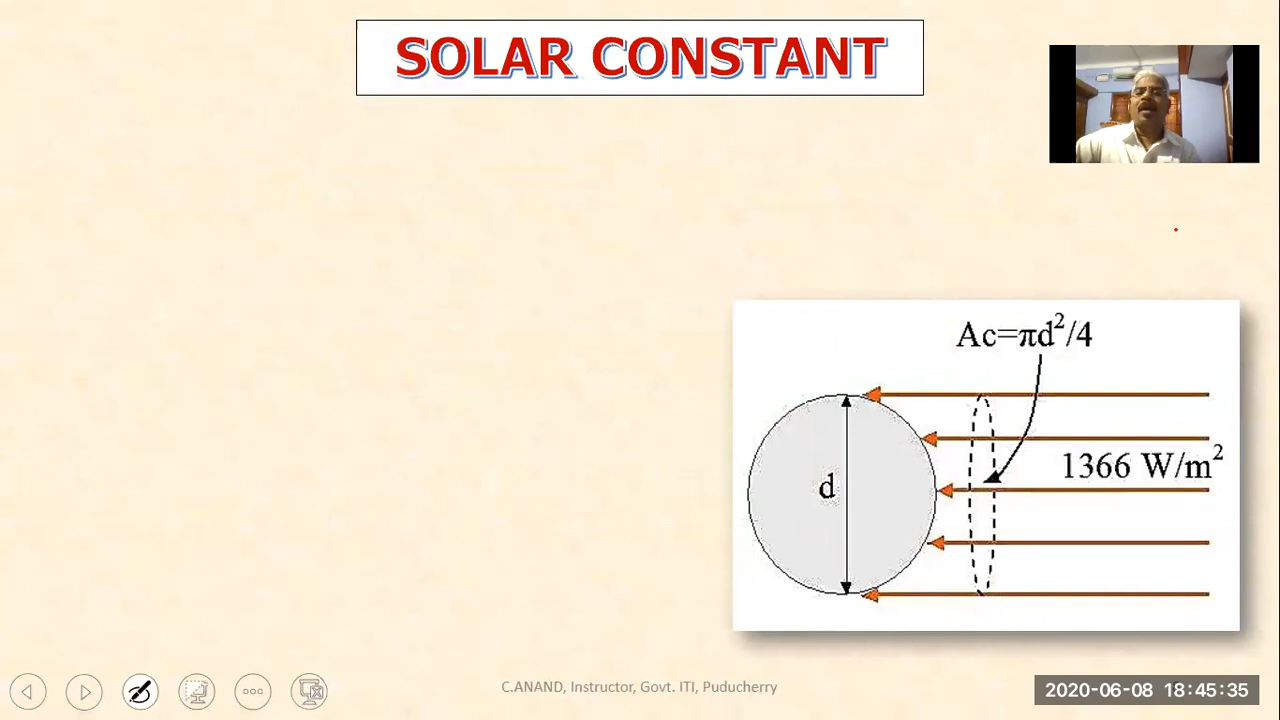 SOLAR CONSTANT
Ac=πd²/4
d
1366 W/m²
C.ANAND, Instructor, Govt. ITI, Puducherry
2020-06-08 18:45:35